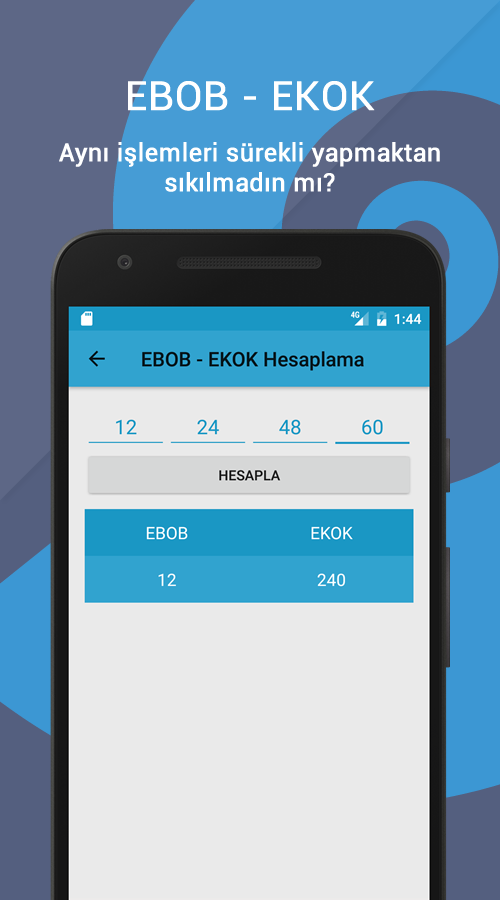 EBOB - EKOK
Aynı işlemleri sürekli yapmaktan
sıkılmadın mı?
4G 1:44
EBOB - EKOK Hesaplama
12 24 48 60
HESAPLA
EBOB EKOK
12 240